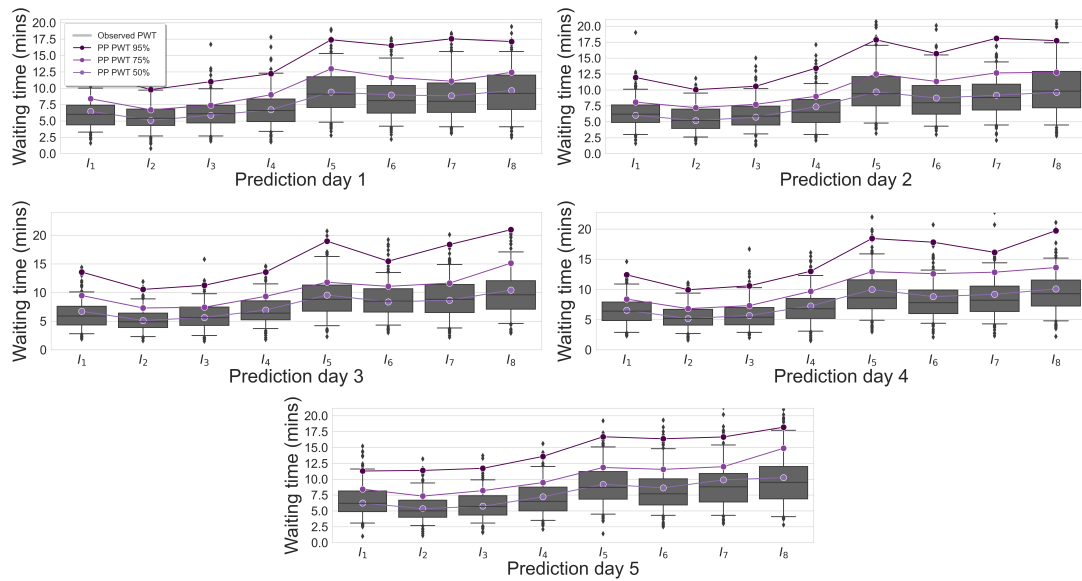 Waiting time (mins)
20.0
17.5
15.0
12.5
10.0
7.5
5.0
2.5
0.0
Observed PWT
PP PWT 95%
PP PWT 75%
PP PWT 50%
I1 I2 I3 I4 I5 I6 I7 I8
Prediction day 1
Waiting time (mins)
20.0
17.5
15.0
12.5
10.0
7.5
5.0
2.5
0.0
I1 I2 I3 I4 I5 I6 I7 I8
Prediction day 2
Waiting time (mins)
20
15
10
5
0
I1 I2 I3 I4 I5 I6 I7 I8
Prediction day 3
Waiting time (mins)
20
15
10
5
0
I1 I2 I3 I4 I5 I6 I7 I8
Prediction day 4
Waiting time (mins)
20.0
17.5
15.0
12.5
10.0
7.5
5.0
2.5
0.0
I1 I2 I3 I4 I5 I6 I7 I8
Prediction day 5